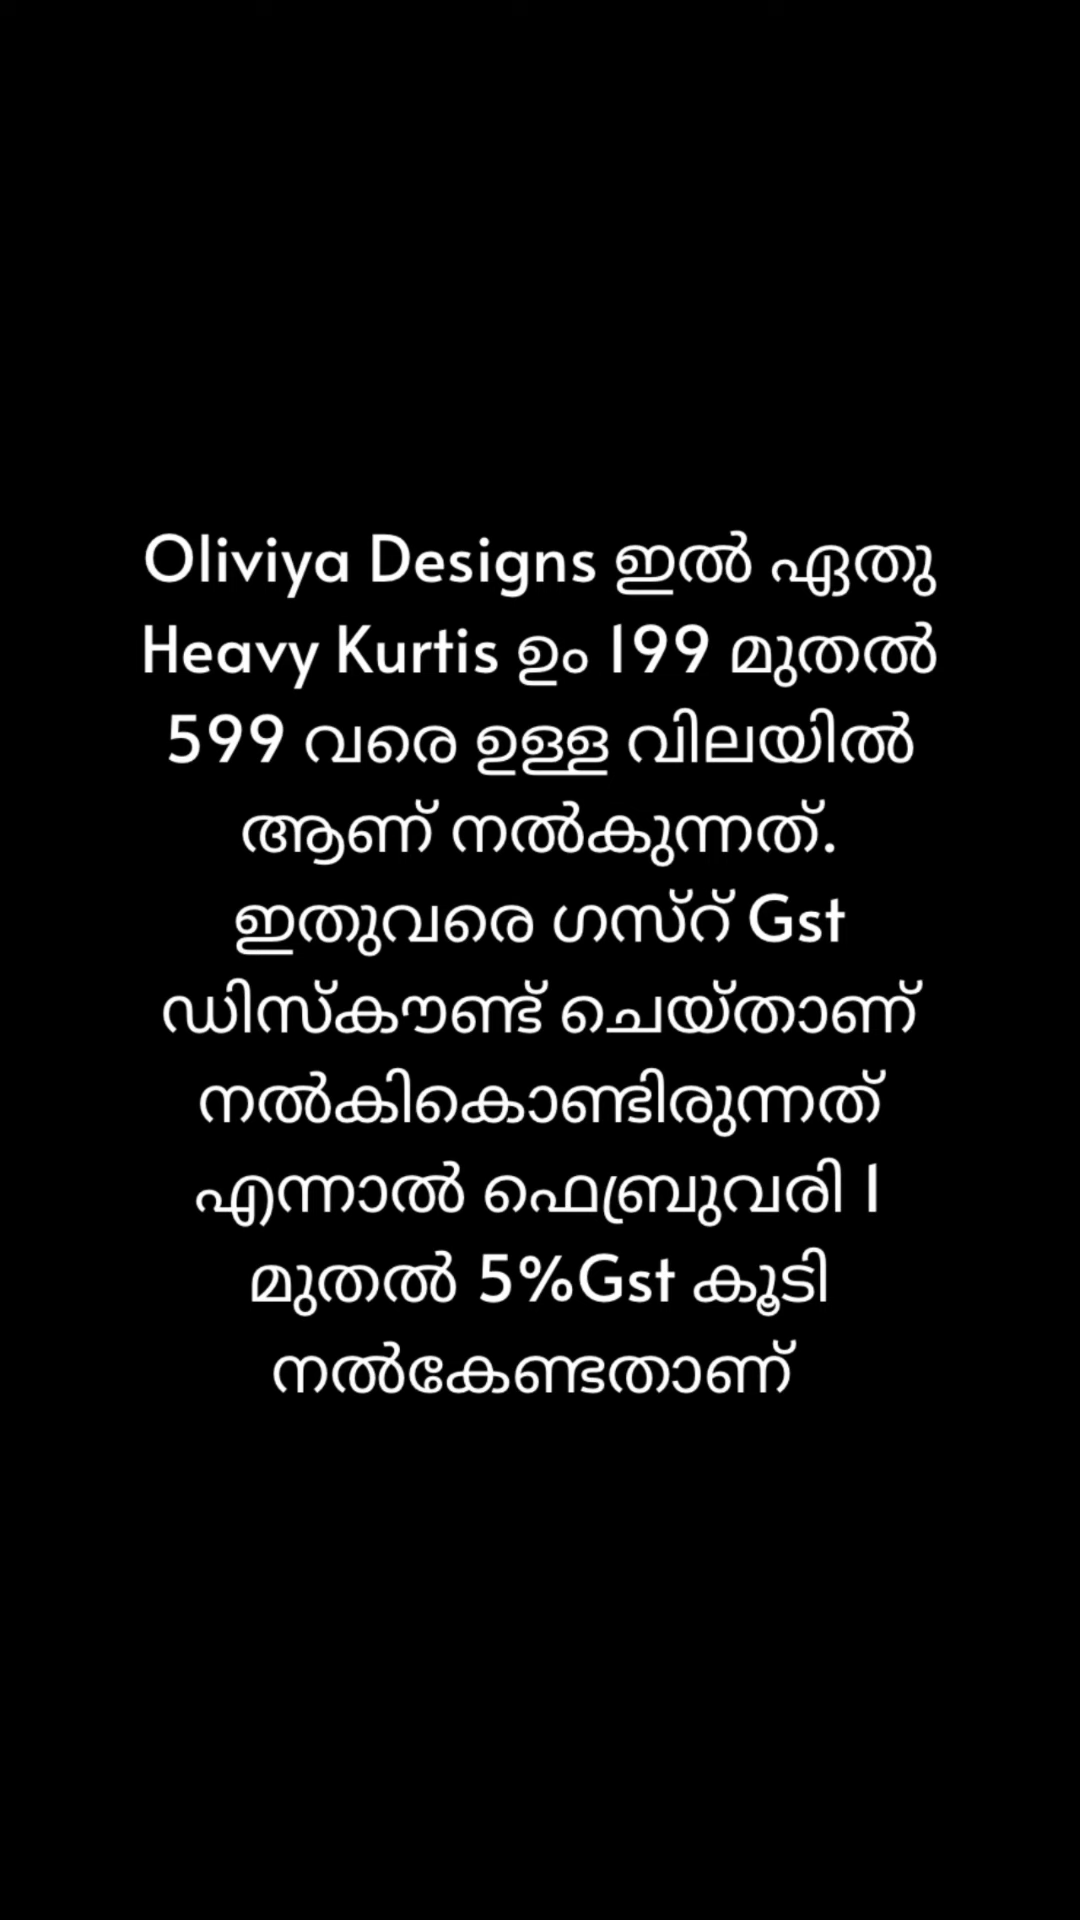 Oliviya Designs ഇൽ ഏതു
Heavy Kurtis ഉം 199 മുതൽ
599 വരെ ഉള്ള വിലയിൽ
ആണ് നൽകുന്നത്.
ഇതുവരെ ഗസ്റ് Gst
ഡിസ്കൗണ്ട് ചെയ്താണ്
നൽകികൊണ്ടിരുന്നത്
എന്നാൽ ഫെബ്രുവരി 1
മുതൽ 5%Gst കൂടി
നൽകേണ്ടതാണ്